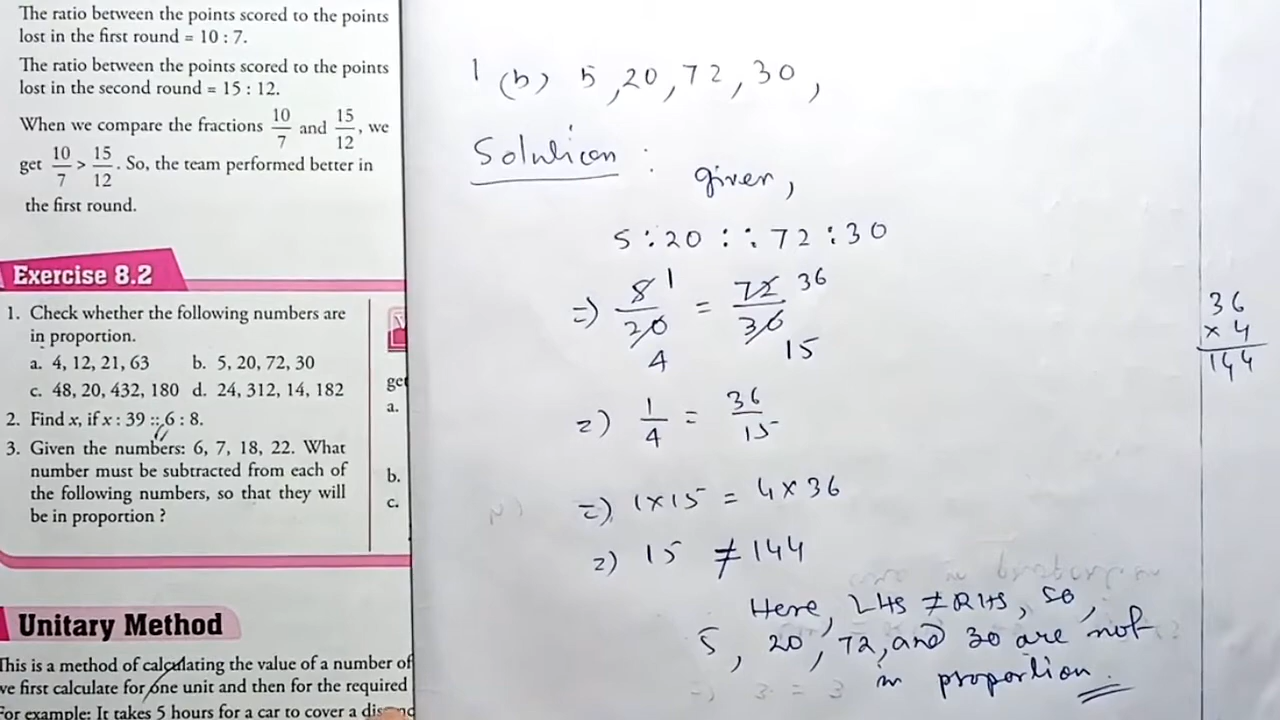 The ratio between the points scored to the points
lost in the first round = 10 : 7.
The ratio between the points scored to the points
lost in the second round = 15 : 12.
When we compare the fractions 10/7 and 15/12, we
get 10/7 > 15/12. So, the team performed better in
the first round.
Exercise 8.2
1. Check whether the following numbers are
in proportion.
a. 4, 12, 21, 63 b. 5, 20, 72, 30
c. 48, 20, 432, 180 d. 24, 312, 14, 182
2. Find x, if x : 39 :: 6 : 8.
3. Given the numbers: 6, 7, 18, 22. What
number must be subtracted from each of
the following numbers, so that they will
be in proportion ?
get
a.
b.
c.
Unitary Method
This is a method of calculating the value of a number of
we first calculate for one unit and then for the required
For example: It takes 5 hours for a car to cover a
1 (b) 5, 20, 72, 30,
Solution :
given,
5 : 20 :: 72 : 30
=) 5/20 = 72/30
1 36
4 15
=) 1/4 = 36/15
=) 1 x 15 = 4 x 36
=) 15 ≠ 144
Here, LHS ≠ RHS, so,
5, 20, 72, and 30 are not
in proportion.
36
x 4
144